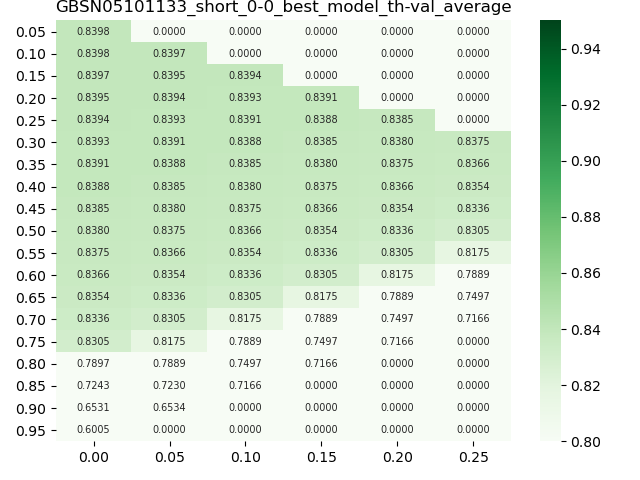 GBSN05101133_short_0-0_best_model_th-val_average
0.05 0.8398 0.0000 0.0000 0.0000 0.0000 0.0000
0.10 0.8398 0.8397 0.0000 0.0000 0.0000 0.0000
0.15 0.8397 0.8395 0.8394 0.0000 0.0000 0.0000
0.20 0.8395 0.8394 0.8393 0.8391 0.0000 0.0000
0.25 0.8394 0.8393 0.8391 0.8388 0.8385 0.0000
0.30 0.8393 0.8391 0.8388 0.8385 0.8380 0.8375
0.35 0.8391 0.8388 0.8385 0.8380 0.8375 0.8366
0.40 0.8388 0.8385 0.8380 0.8375 0.8366 0.8354
0.45 0.8385 0.8380 0.8375 0.8366 0.8354 0.8336
0.50 0.8380 0.8375 0.8366 0.8354 0.8336 0.8305
0.55 0.8375 0.8366 0.8354 0.8336 0.8305 0.8175
0.60 0.8366 0.8354 0.8336 0.8305 0.8175 0.7889
0.65 0.8354 0.8336 0.8305 0.8175 0.7889 0.7497
0.70 0.8336 0.8305 0.8175 0.7889 0.7497 0.7166
0.75 0.8305 0.8175 0.7889 0.7497 0.7166 0.0000
0.80 0.7897 0.7889 0.7497 0.7166 0.0000 0.0000
0.85 0.7243 0.7230 0.7166 0.0000 0.0000 0.0000
0.90 0.6531 0.6534 0.0000 0.0000 0.0000 0.0000
0.95 0.6005 0.0000 0.0000 0.0000 0.0000 0.0000
0.00 0.05 0.10 0.15 0.20 0.25
0.94
0.92
0.90
0.88
0.86
0.84
0.82
0.80